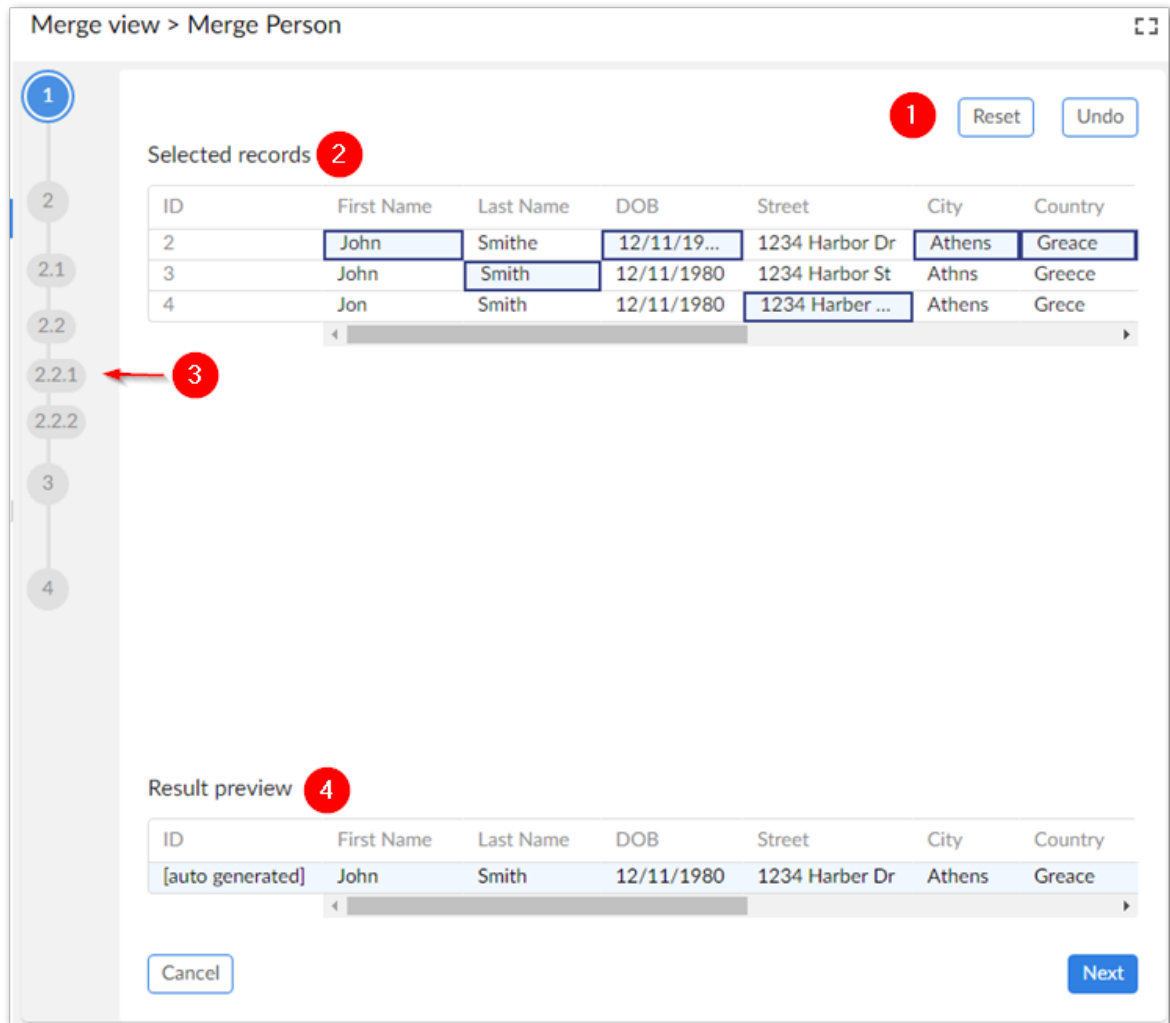 Merge view > Merge Person
1
1 Reset Undo
Selected records 2
2
ID First Name Last Name DOB Street City Country
2 John Smithe 12/11/19... 1234 Harbor Dr Athens Greace
2.1
3 John Smith 12/11/1980 1234 Harbor St Athns Greece
4 Jon Smith 12/11/1980 1234 Harber ... Athens Grece
2.2
2.2.1 3
2.2.2
3
4
Result preview 4
ID First Name Last Name DOB Street City Country
[auto generated] John Smith 12/11/1980 1234 Harber Dr Athens Greace
Cancel Next